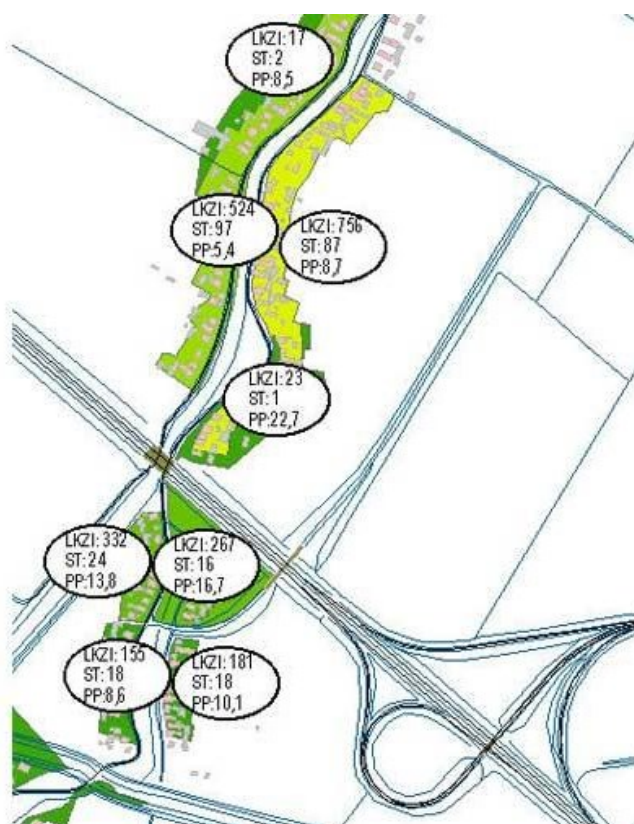 LKZI: 17
ST: 2
PP:8,5
LKZI: 524
ST: 97
PP:5,4
LKZI: 756
ST: 87
PP:8,7
LKZI: 23
ST: 1
PP:22,7
LKZI: 332
ST: 24
PP:13,8
LKZI: 267
ST: 16
PP:16,7
LKZI: 155
ST: 18
PP:8,6
LKZI: 181
ST: 18
PP:10,1